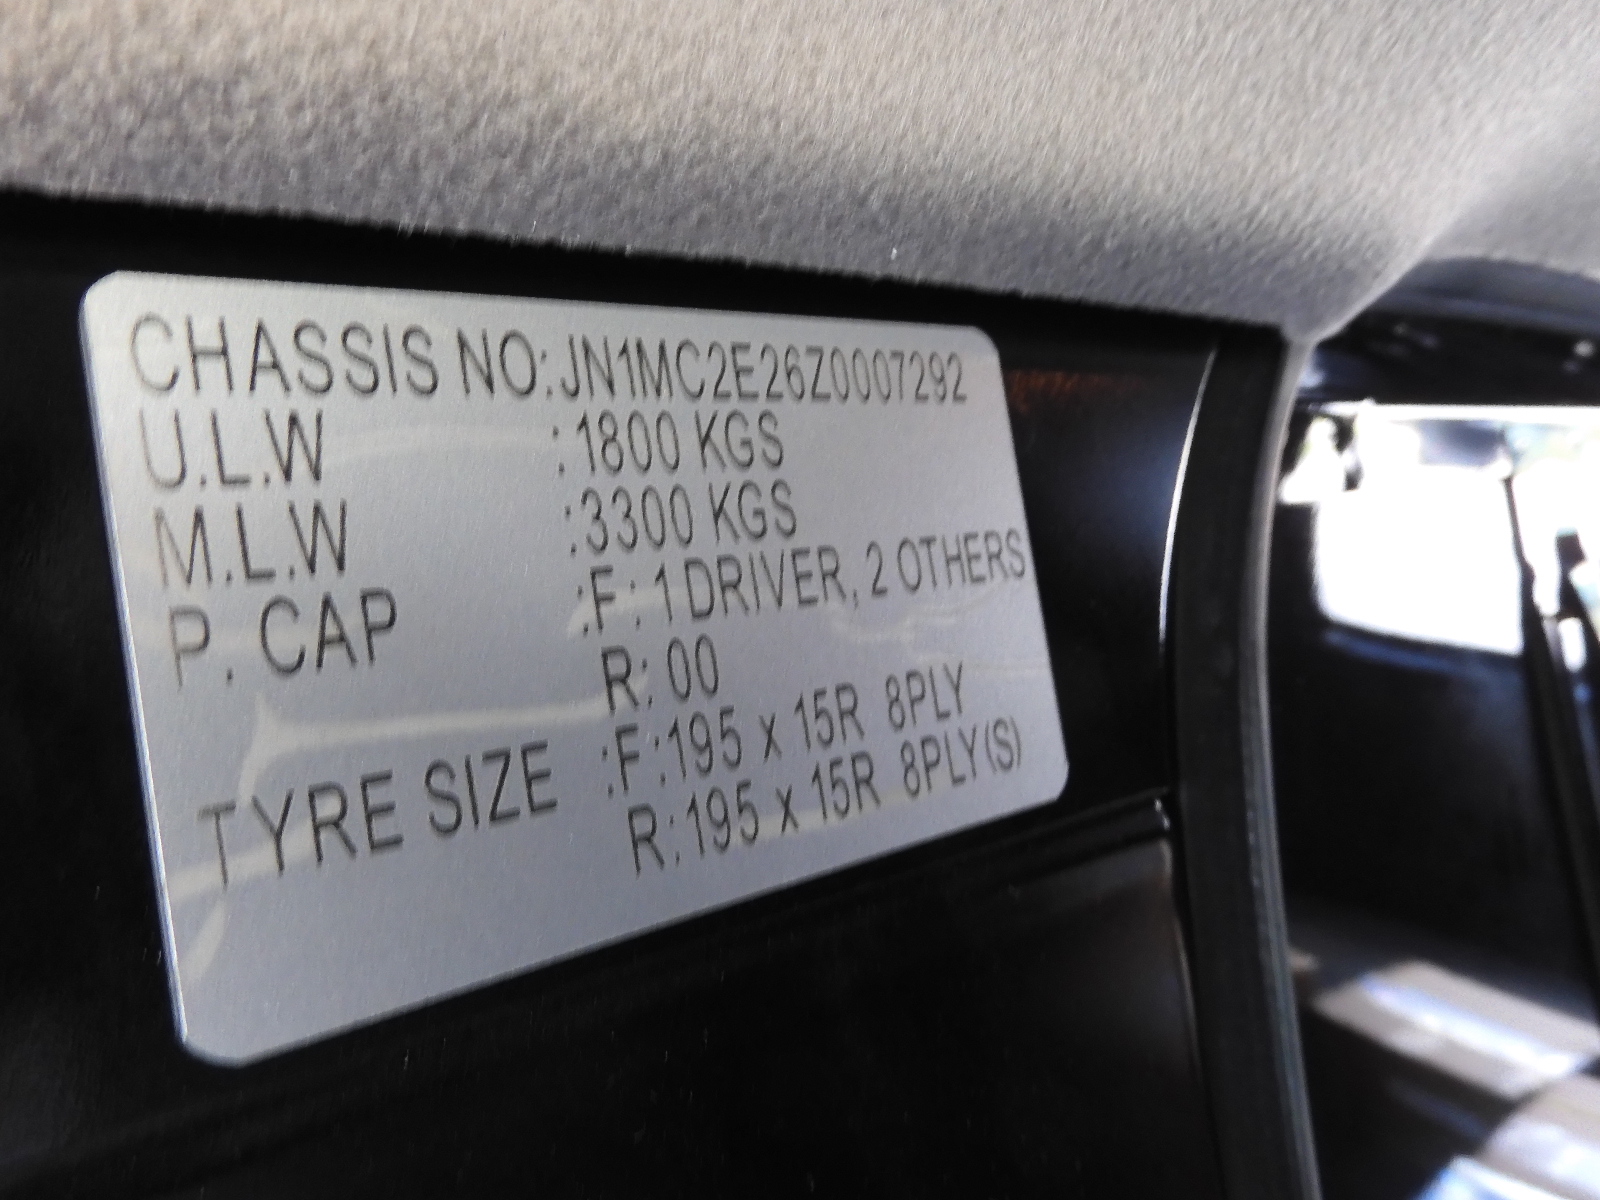 CHASSIS NO: JN1MC2E26Z0007292
U.L.W : 1800 KGS
M.L.W : 3300 KGS
P. CAP : F: 1 DRIVER, 2 OTHERS
R: 00
TYRE SIZE : F: 195 x 15R 8PLY
R: 195 x 15R 8PLY(S)